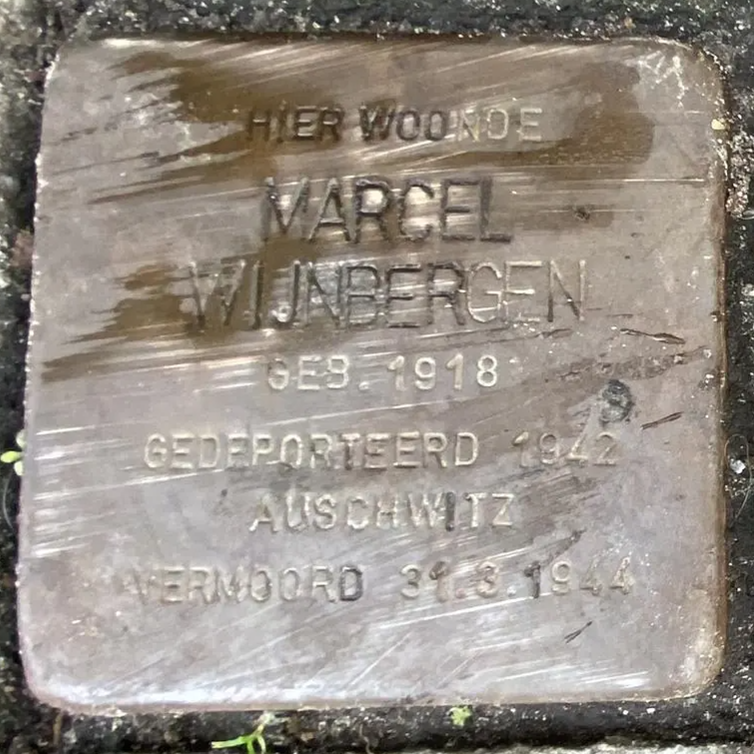 HIER WOONDE
MARCEL
WIJNBERGEN
GEB. 1918
GEDEPORTEERD 1942
AUSCHWITZ
VERMOORD 31.3.1944